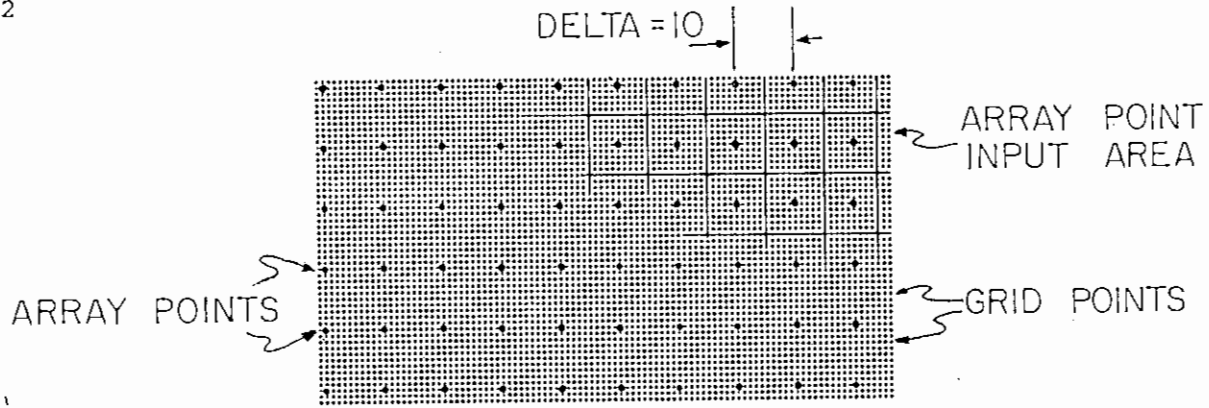 2
DELTA = 10
ARRAY POINT
INPUT AREA
ARRAY POINTS
GRID POINTS